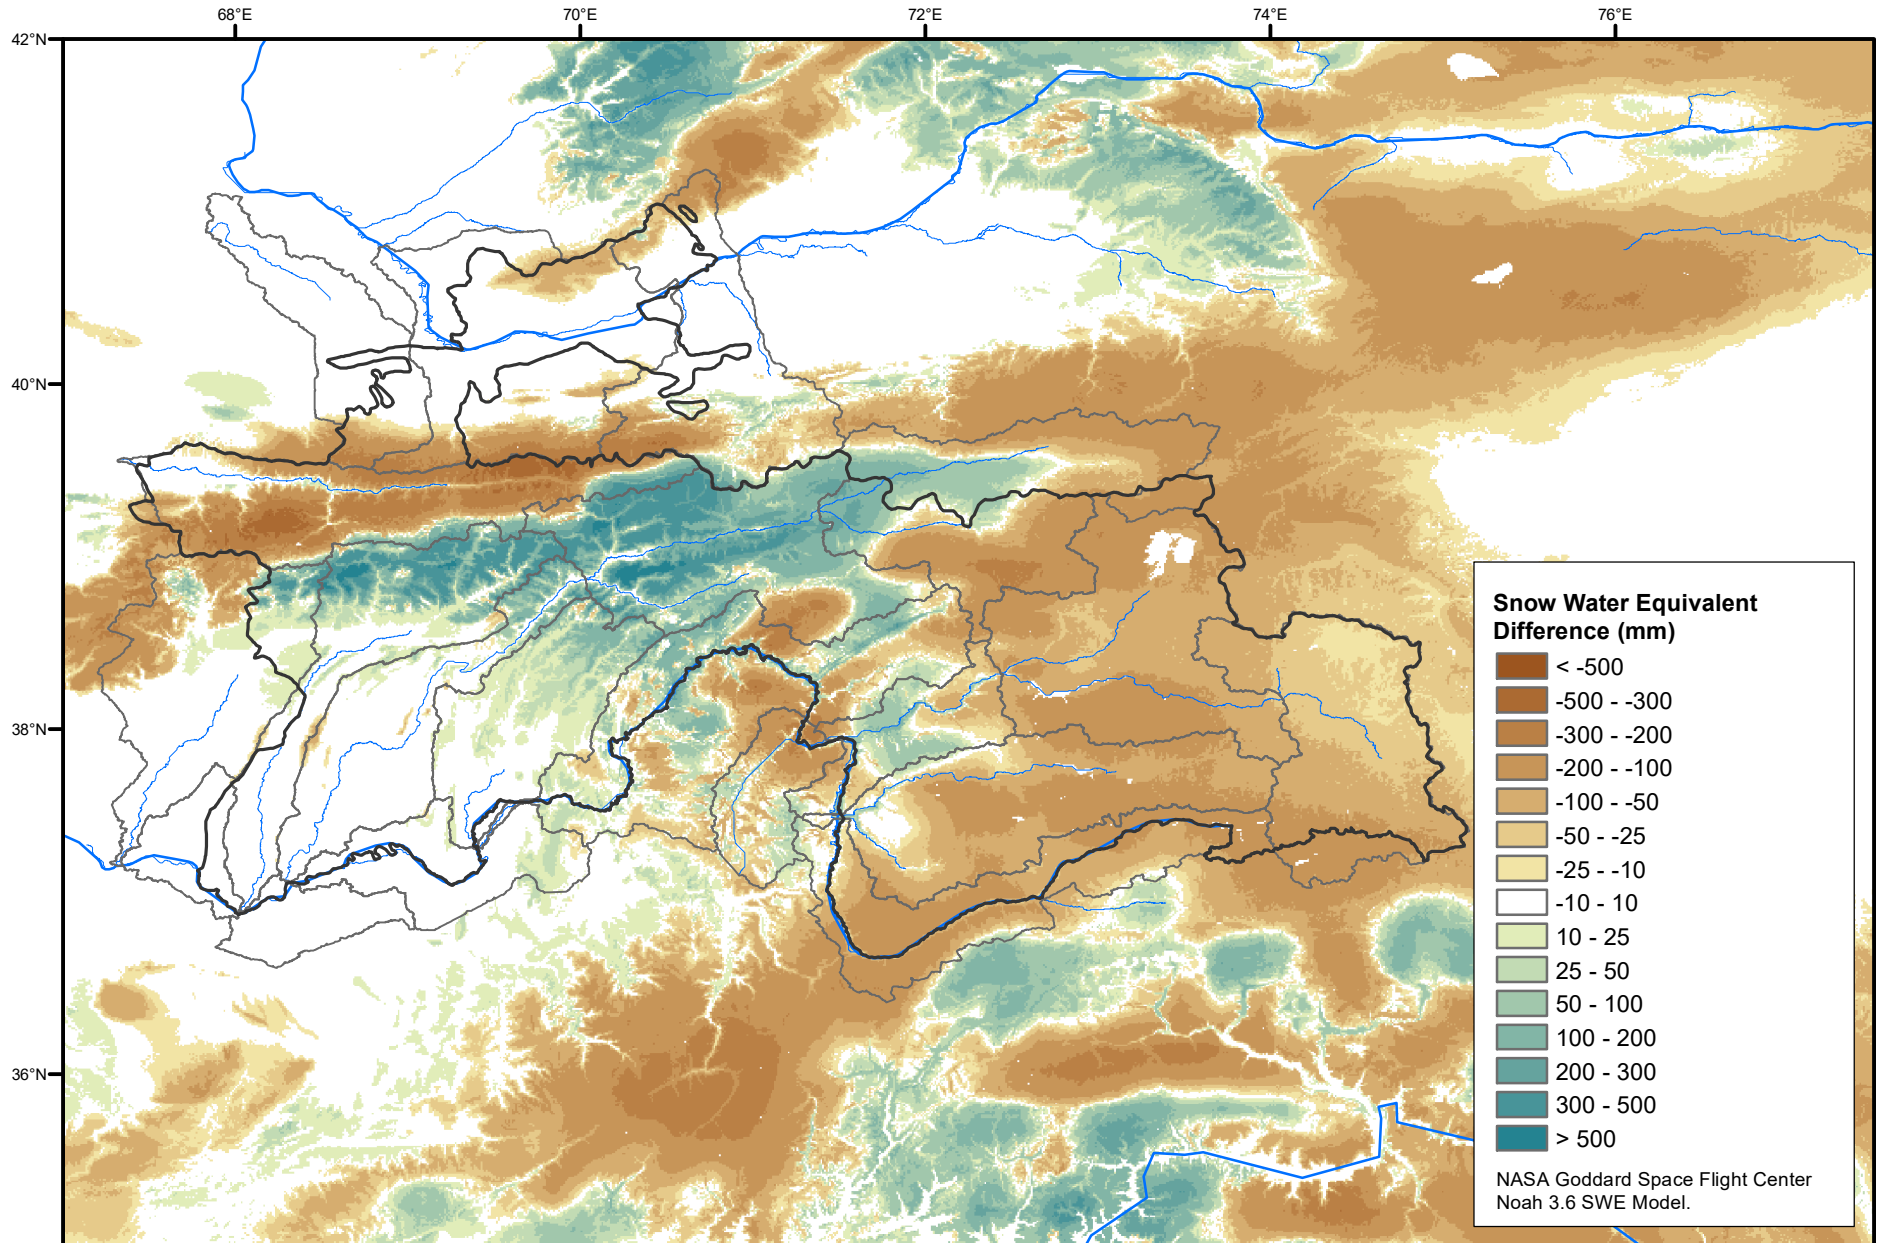 68°E
70°E
72°E
74°E
76°E
42°N
40°N
38°N
36°N
Snow Water Equivalent
Difference (mm)
< -500
-500 - -300
-300 - -200
-200 - -100
-100 - -50
-50 - -25
-25 - -10
-10 - 10
10 - 25
25 - 50
50 - 100
100 - 200
200 - 300
300 - 500
> 500
NASA Goddard Space Flight Center
Noah 3.6 SWE Model.